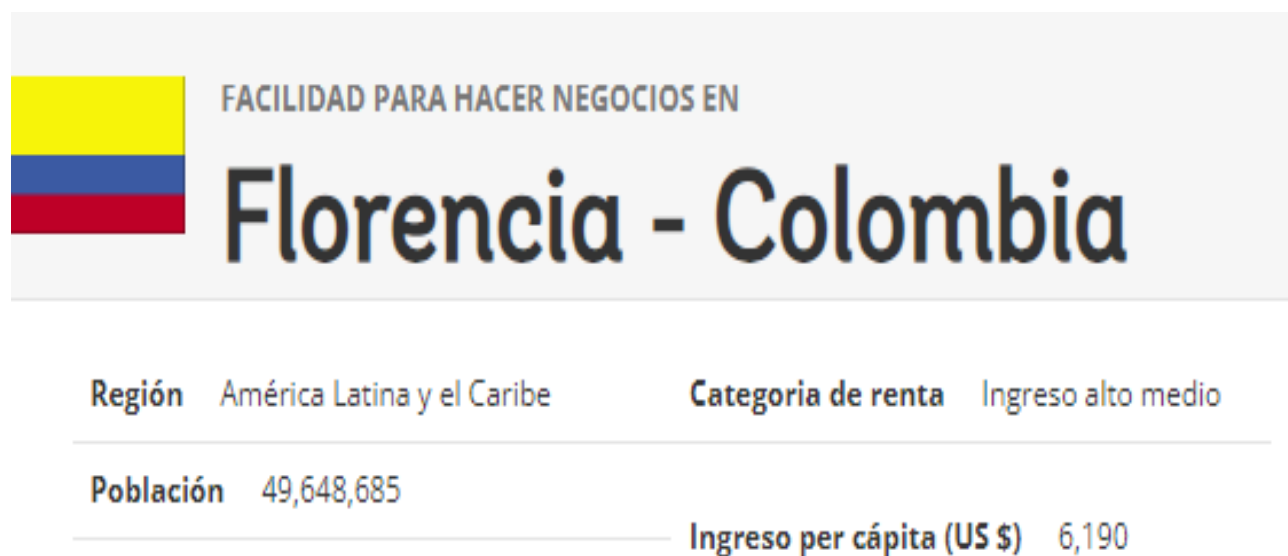 FACILIDAD PARA HACER NEGOCIOS EN
Florencia - Colombia
Región América Latina y el Caribe
Categoria de renta Ingreso alto medio
Población 49,648,685
Ingreso per cápita (US $) 6,190